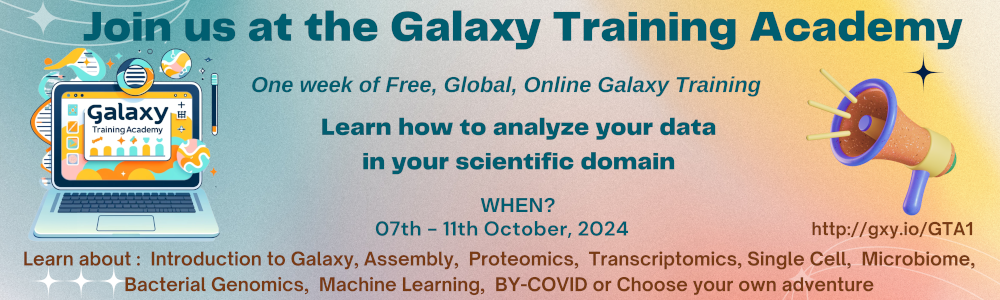 Join us at the Galaxy Training Academy
One week of Free, Global, Online Galaxy Training
Galaxy
Training Academy
Learn how to analyze your data
in your scientific domain
WHEN?
07th - 11th October, 2024
http://gxy.io/GTA1
Learn about : Introduction to Galaxy, Assembly, Proteomics, Transcriptomics, Single Cell, Microbiome,
Bacterial Genomics, Machine Learning, BY-COVID or Choose your own adventure